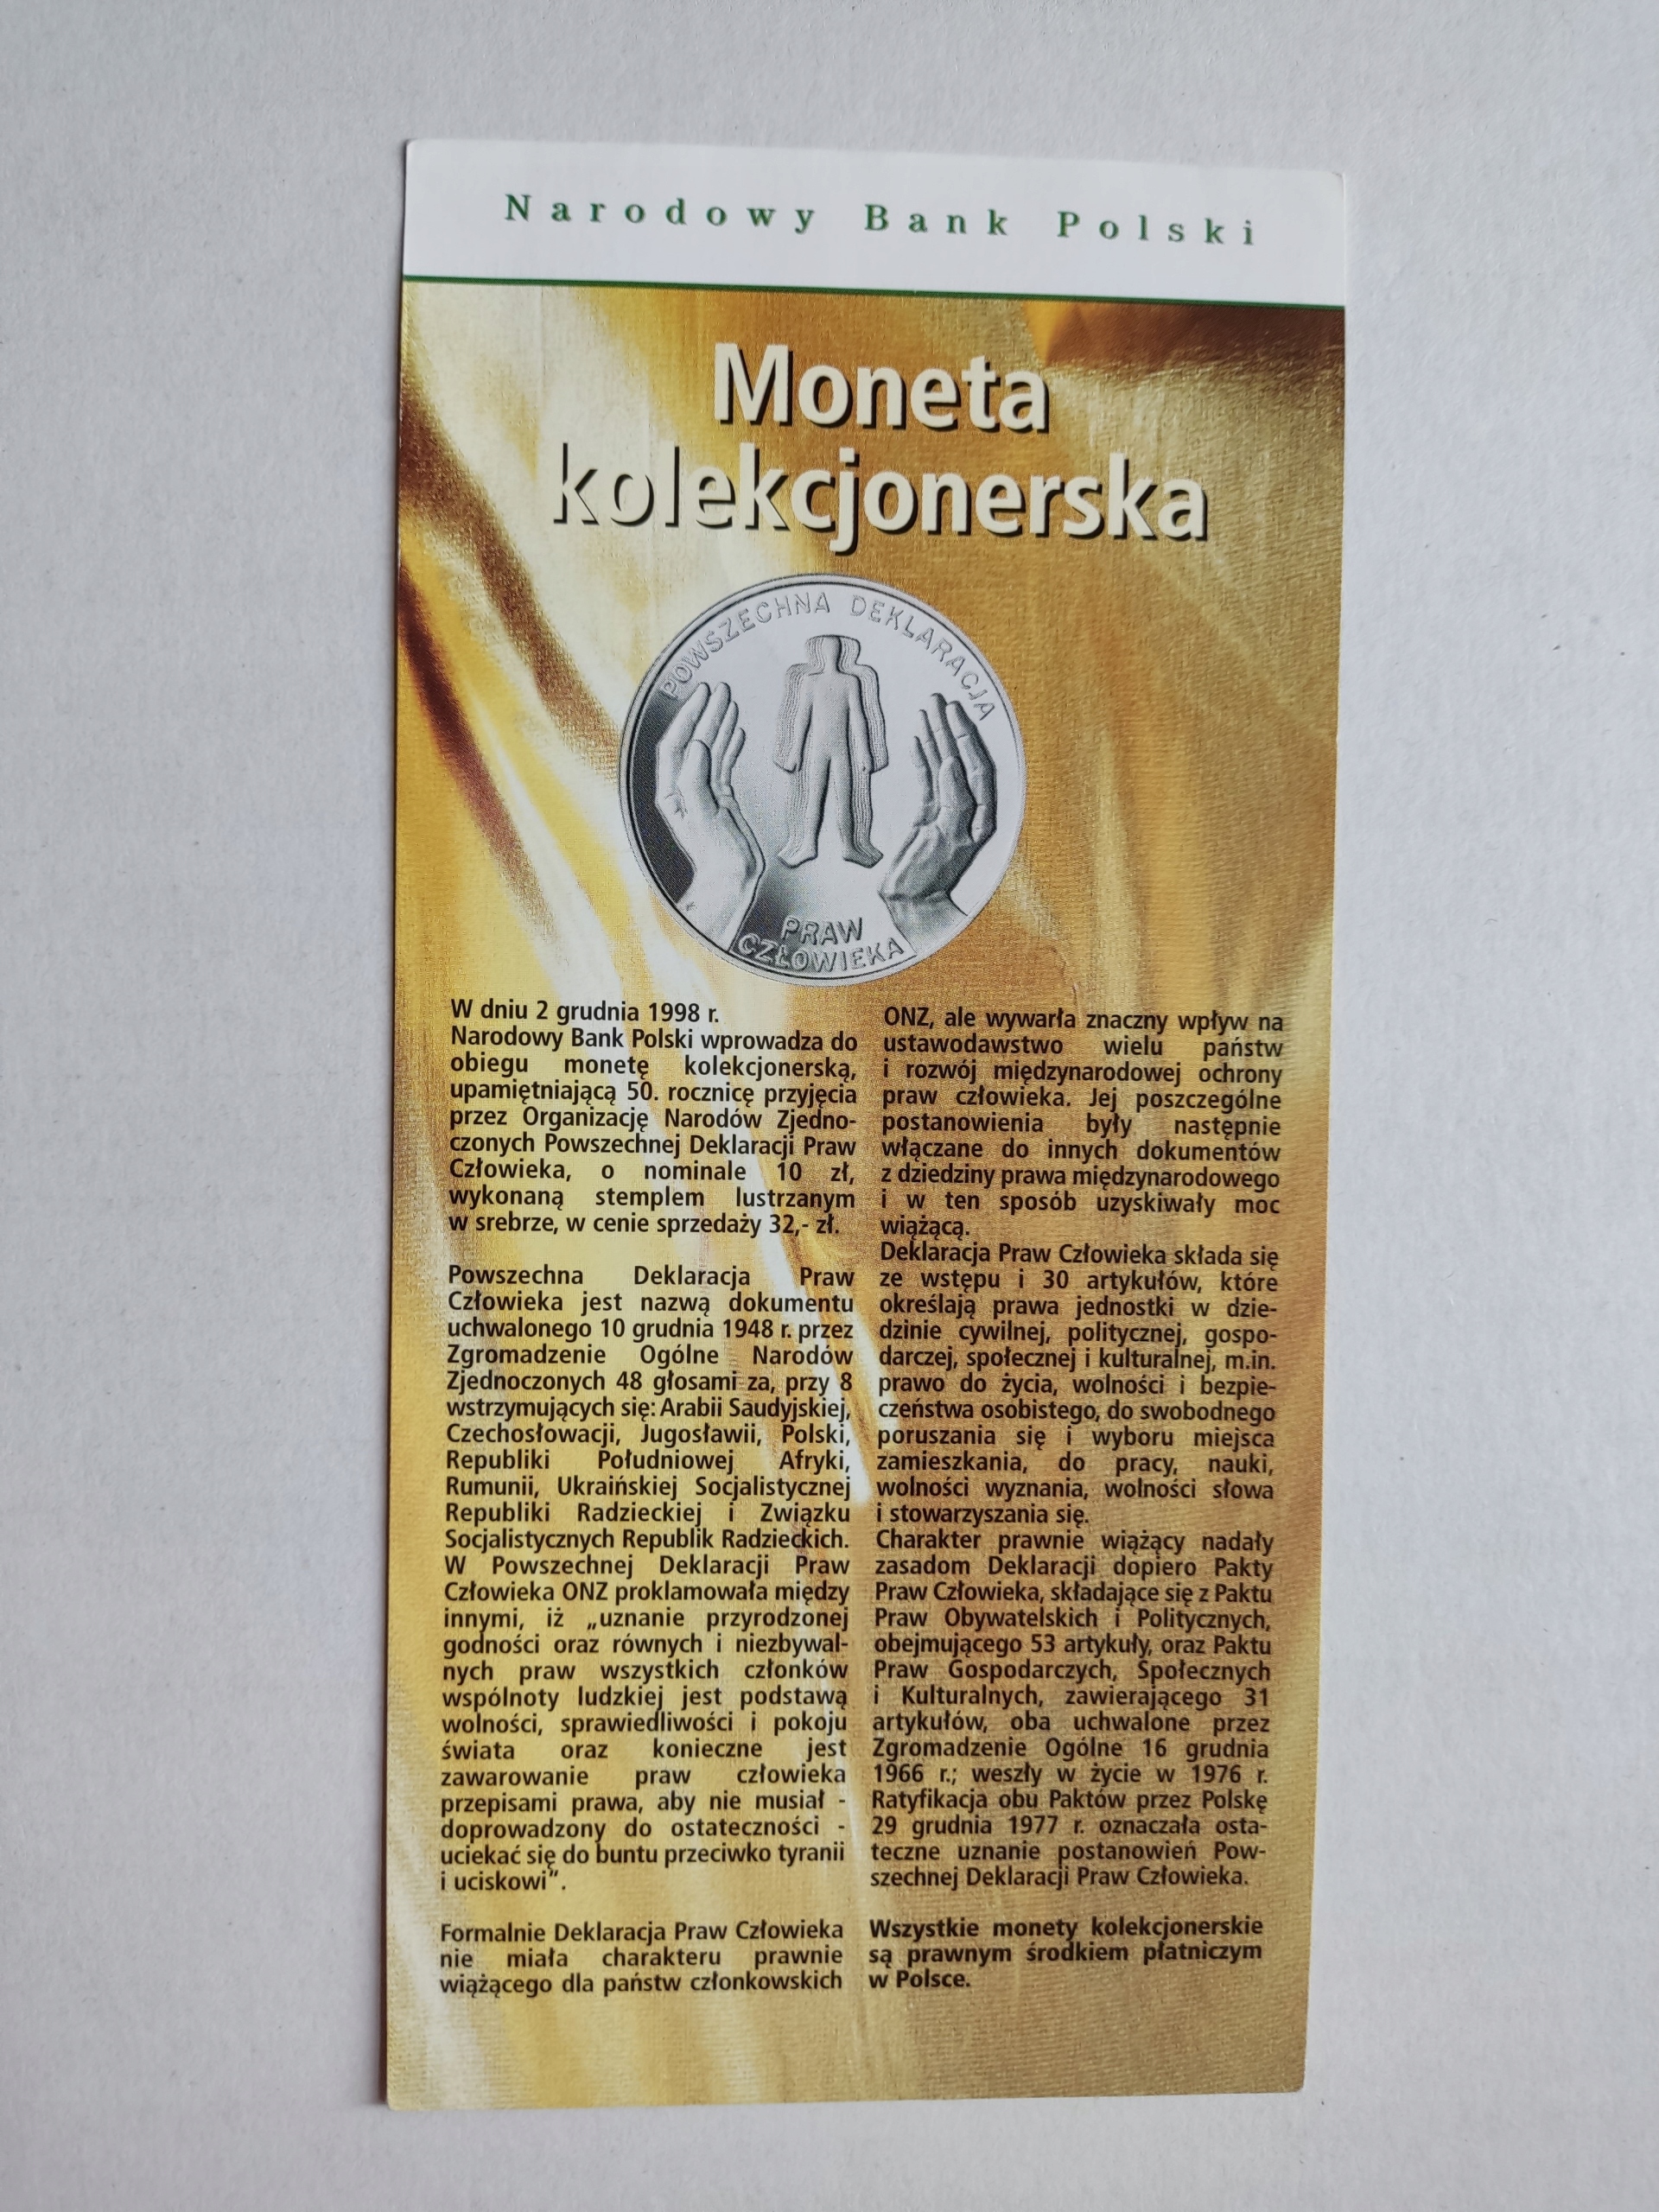 Narodowy Bank Polski
Moneta
kolekcjonerska
POWSZECHNA DEKLARACJA
PRAW
CZŁOWIEKA
W dniu 2 grudnia 1998 r.
Narodowy Bank Polski wprowadza do
obiegu monetę kolekcjonerską,
upamiętniającą 50. rocznicę przyjęcia
przez Organizację Narodów Zjedno-
czonych Powszechnej Deklaracji Praw
Człowieka, o nominale 10 zł,
wykonaną stemplem lustrzanym
w srebrze, w cenie sprzedaży 32,- zł.
Powszechna Deklaracja Praw
Człowieka jest nazwą dokumentu
uchwalonego 10 grudnia 1948 r. przez
Zgromadzenie Ogólne Narodów
Zjednoczonych 48 głosami za, przy 8
wstrzymujących się: Arabii Saudyjskiej,
Czechosłowacji, Jugosławii, Polski,
Republiki Południowej Afryki,
Rumunii, Ukraińskiej Socjalistycznej
Republiki Radzieckiej i Związku
Socjalistycznych Republik Radzieckich.
W Powszechnej Deklaracji Praw
Człowieka ONZ proklamowała między
innymi, iż „uznanie przyrodzonej
godności oraz równych i niezbywal-
nych praw wszystkich członków
wspólnoty ludzkiej jest podstawą
wolności, sprawiedliwości i pokoju
świata oraz konieczne jest
zawarowanie praw człowieka
przepisami prawa, aby nie musiał -
doprowadzony do ostateczności -
uciekać się do buntu przeciwko tyranii
i uciskowi”.
Formalnie Deklaracja Praw Człowieka
nie miała charakteru prawnie
wiążącego dla państw członkowskich
ONZ, ale wywarła znaczny wpływ na
ustawodawstwo wielu państw
i rozwój międzynarodowej ochrony
praw człowieka. Jej poszczególne
postanowienia były następnie
włączane do innych dokumentów
z dziedziny prawa międzynarodowego
i w ten sposób uzyskiwały moc
wiążącą.
Deklaracja Praw Człowieka składa się
ze wstępu i 30 artykułów, które
określają prawa jednostki w dzie-
dzinie cywilnej, politycznej, gospo-
darczej, społecznej i kulturalnej, m.in.
prawo do życia, wolności i bezpie-
czeństwa osobistego, do swobodnego
poruszania się i wyboru miejsca
zamieszkania, do pracy, nauki,
wolności wyznania, wolności słowa
i stowarzyszania się.
Charakter prawnie wiążący nadały
zasadom Deklaracji dopiero Pakty
Praw Człowieka, składające się z Paktu
Praw Obywatelskich i Politycznych,
obejmującego 53 artykuły, oraz Paktu
Praw Gospodarczych, Społecznych
i Kulturalnych, zawierającego 31
artykułów, oba uchwalone przez
Zgromadzenie Ogólne 16 grudnia
1966 r.; weszły w życie w 1976 r.
Ratyfikacja obu Paktów przez Polskę
29 grudnia 1977 r. oznaczała osta-
teczne uznanie postanowień Pow-
szechnej Deklaracji Praw Człowieka.
Wszystkie monety kolekcjonerskie
są prawnym środkiem płatniczym
w Polsce.